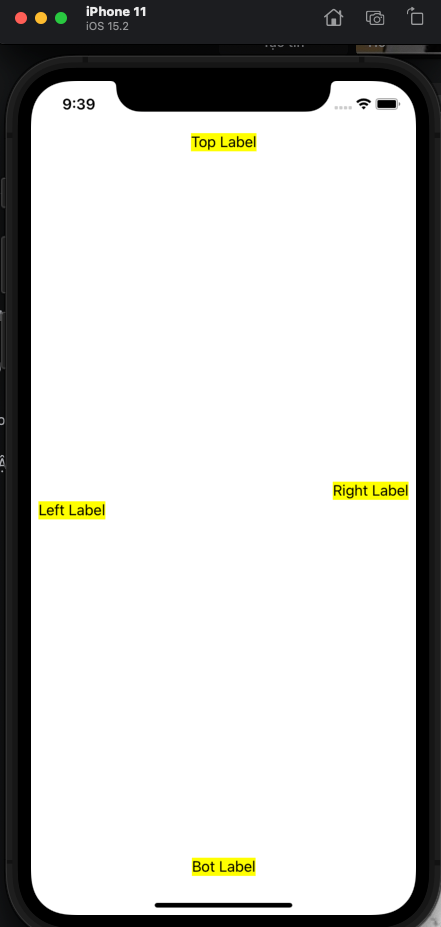 iPhone 11
iOS 15.2
9:39
Top Label
Right Label
Left Label
Bot Label